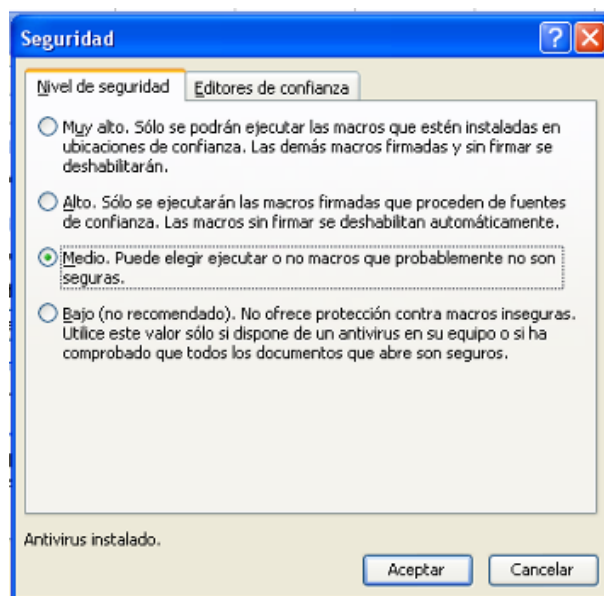 Seguridad
Nivel de seguridad
Editores de confianza
Muy alto. Sólo se podrán ejecutar las macros que estén instaladas en
ubicaciones de confianza. Las demás macros firmadas y sin firmar se
deshabilitarán.
Alto. Sólo se ejecutarán las macros firmadas que proceden de fuentes
de confianza. Las macros sin firmar se deshabilitan automáticamente.
Medio. Puede elegir ejecutar o no macros que probablemente no son
seguras.
Bajo (no recomendado). No ofrece protección contra macros inseguras.
Utilice este valor sólo si dispone de un antivirus en su equipo o si ha
comprobado que todos los documentos que abre son seguros.
Antivirus instalado.
Aceptar
Cancelar